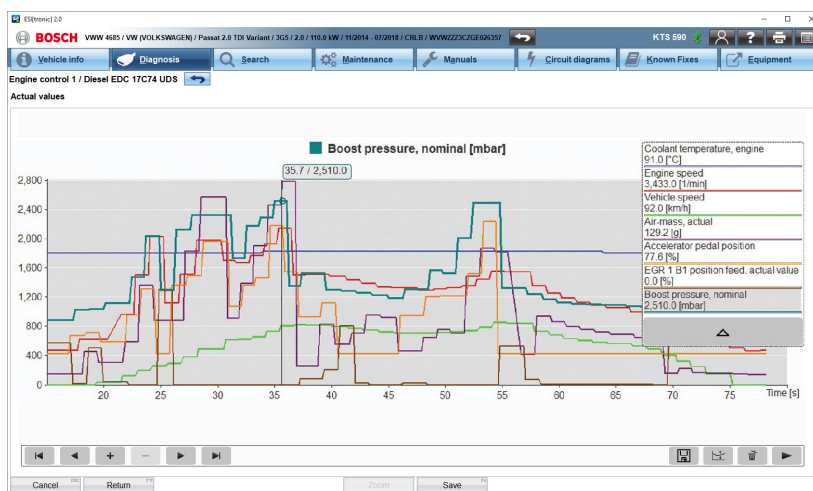 ESI[tronic] 2.0
BOSCH VWW 4685 / VW (VOLKSWAGEN) / Passat 2.0 TDI Variant / 3G5 / 2.0 / 110.0 kW / 11/2014 - 07/2018 / CRLB / WVWZZZ3CZGE026357 KTS 590
Vehicle info Diagnosis Search Maintenance Manuals Circuit diagrams Known Fixes Equipment
Engine control 1 / Diesel EDC 17C74 UDS
Actual values
Boost pressure, nominal [mbar]
35.7 / 2,510.0
Coolant temperature, engine
91.0 [°C]
Engine speed
3,433.0 [1/min]
Vehicle speed
92.0 [km/h]
Air-mass, actual
129.2 [g]
Accelerator pedal position
77.6 [%]
EGR 1 B1 position feed. actual value
0.0 [%]
Boost pressure, nominal
2,510.0 [mbar]
2,800
2,400
2,000
1,600
1,200
800
400
0
20 25 30 35 40 45 50 55 60 65 70 75 Time [s]
Cancel Return Zoom Save